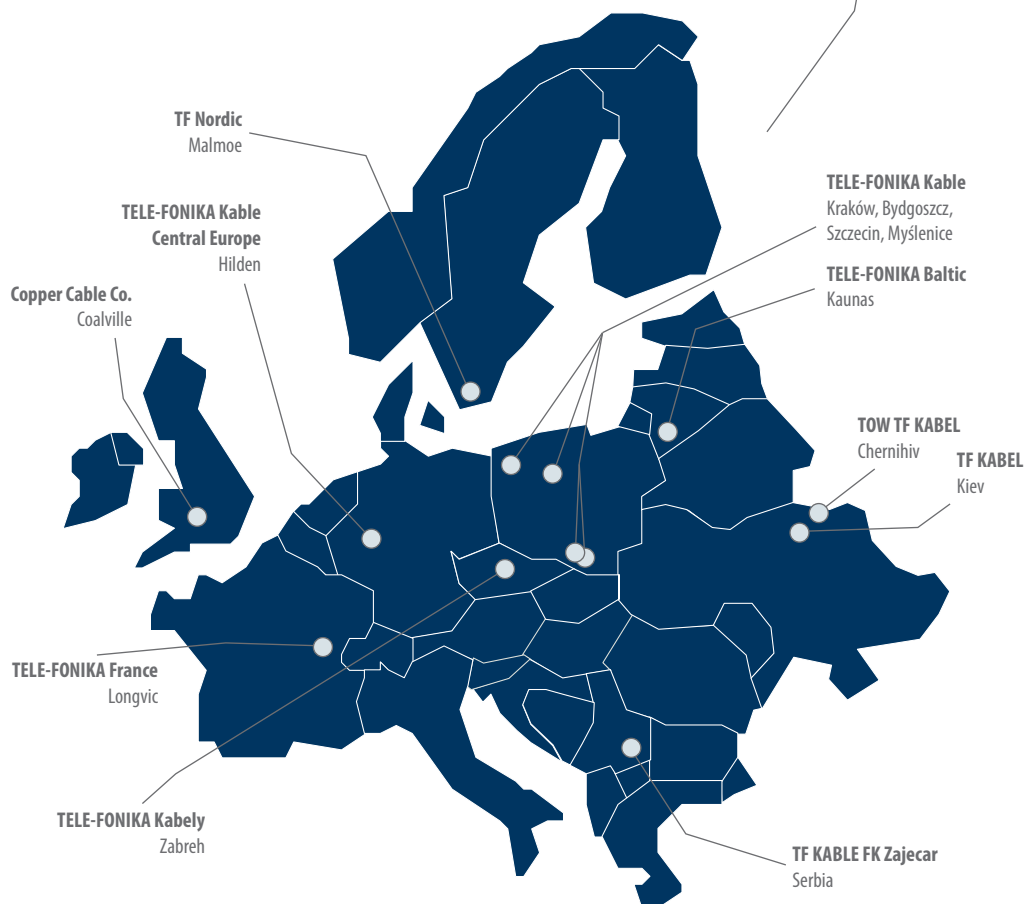 TF Nordic
Malmoe
TELE-FONIKA Kable
Central Europe
Hilden
Copper Cable Co.
Coalville
TELE-FONIKA Kable
Kraków, Bydgoszcz,
Szczecin, Myślenice
TELE-FONIKA Baltic
Kaunas
TOW TF KABEL
Chernihiv
TF KABEL
Kiev
TELE-FONIKA France
Longvic
TELE-FONIKA Kabely
Zabreh
TF KABLE FK Zajecar
Serbia